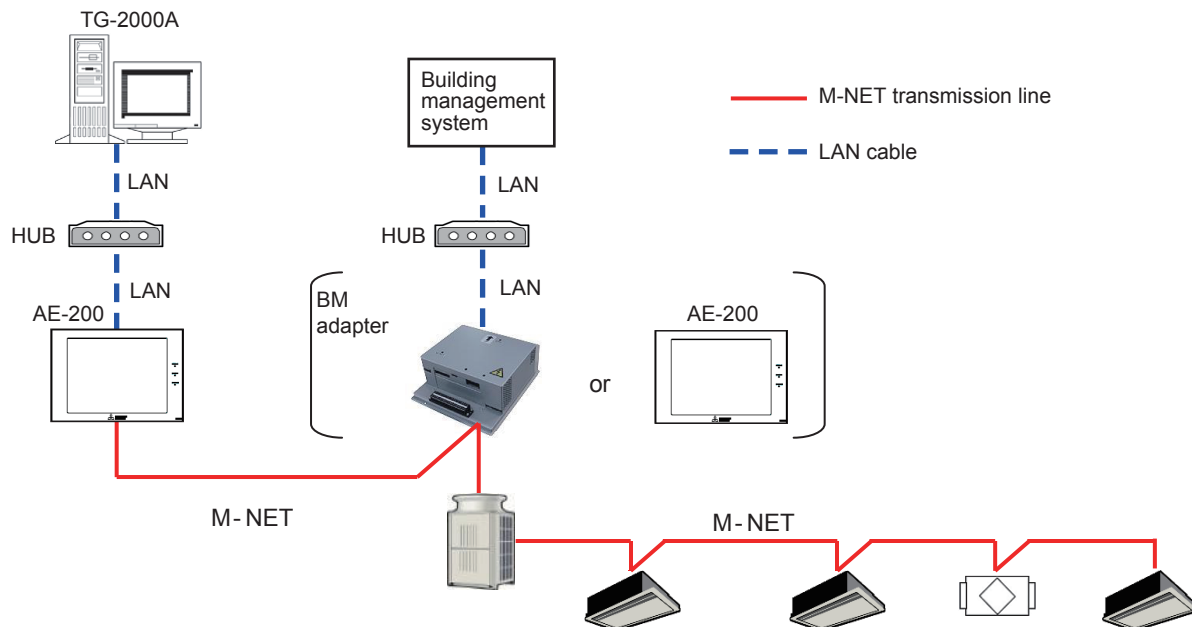 TG-2000A
Building
management
system
M-NET transmission line
LAN cable
LAN
LAN
HUB
HUB
LAN
LAN
AE-200
BM
adapter
AE-200
or
M-NET
M-NET